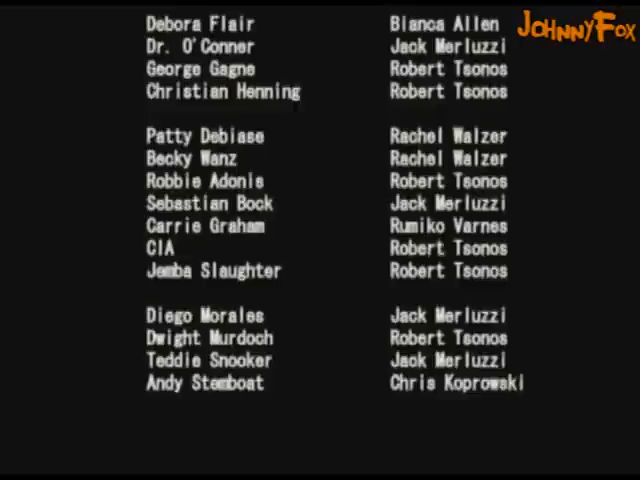 JOHNNYFOX
Debora Flair Bianca Allen
Dr. O'Conner Jack Merluzzi
George Gagne Robert Tsonos
Christian Henning Robert Tsonos
Patty Debiase Rachel Walzer
Becky Wanz Rachel Walzer
Robbie Adonis Robert Tsonos
Sebastian Bock Jack Merluzzi
Carrie Graham Rumiko Varnes
CIA Robert Tsonos
Jemba Slaughter Robert Tsonos
Diego Morales Jack Merluzzi
Dwight Murdoch Robert Tsonos
Teddie Snooker Jack Merluzzi
Andy Stemboat Chris Koprowski